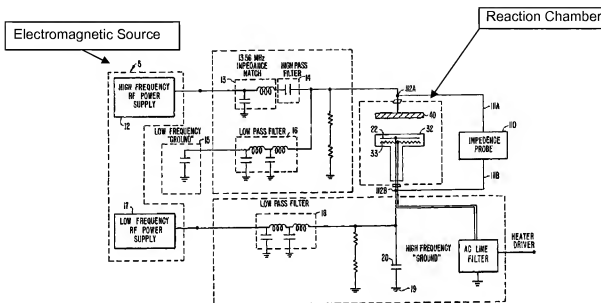 Electromagnetic Source
Reaction Chamber
5
HIGH FREQUENCY
RF POWER
SUPPLY
12
13.56 MHz
IMPEDANCE
MATCH
13
HIGH PASS
FILTER
14
LOW FREQUENCY
"GROUND"
15
LOW PASS FILTER
16
112A
40
22
32
33
112B
111A
110
IMPEDENCE
PROBE
111B
17
LOW FREQUENCY
RF POWER
SUPPLY
LOW PASS FILTER
18
HIGH FREQUENCY
"GROUND"
20
19
AC LINE
FILTER
HEATER
DRIVER